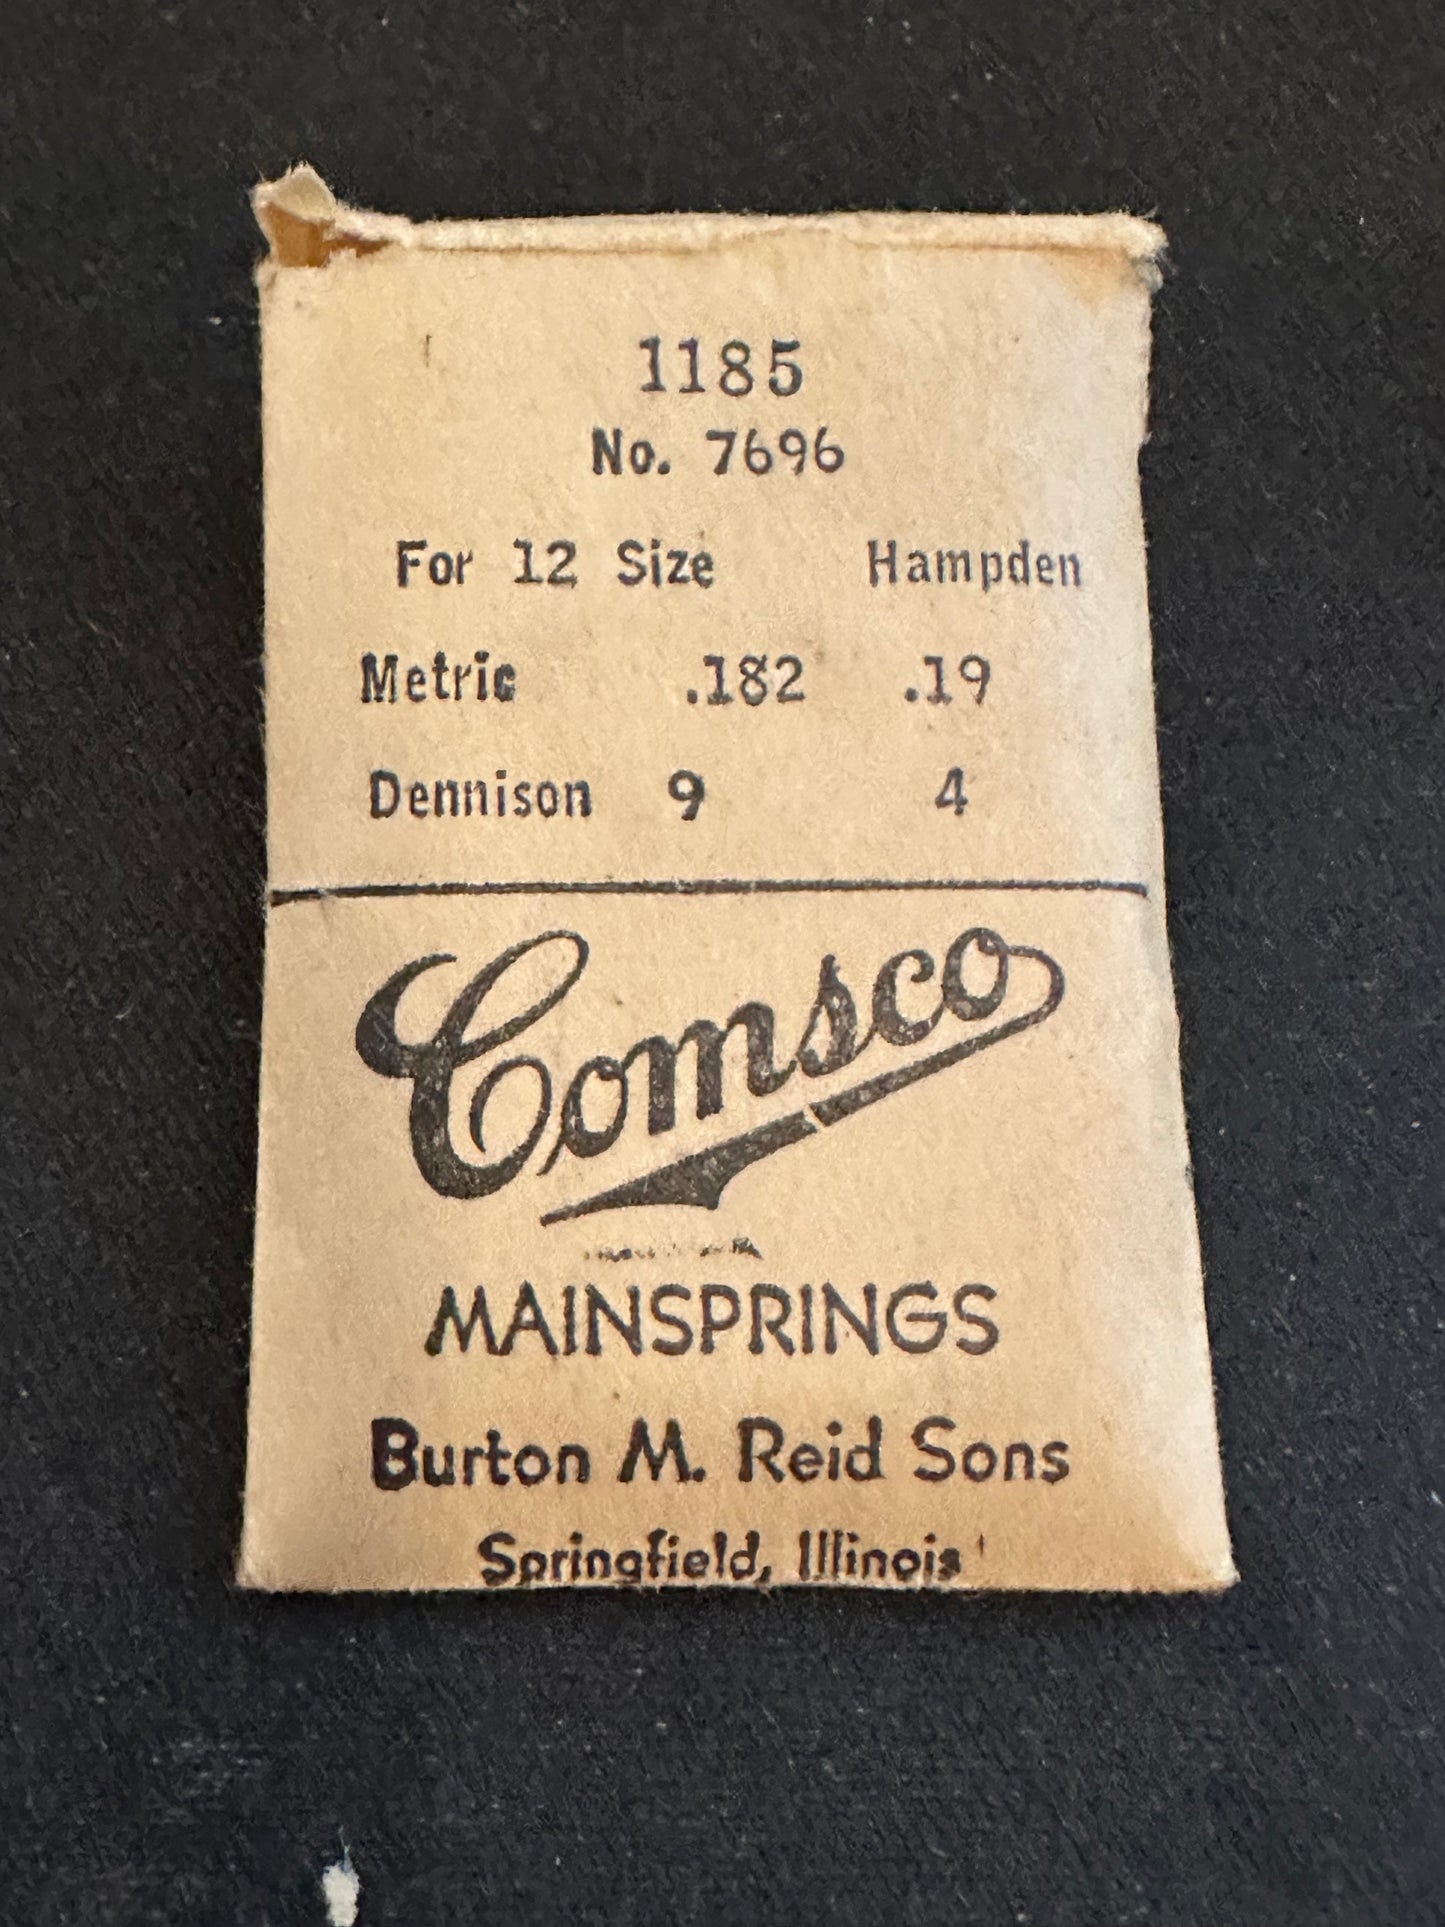 1185
No. 7696
For 12 Size Hampden
Metric .182 .19
Dennison 9 4
Comsco
MAINSPRINGS
Burton M. Reid Sons
Springfield, Illinois